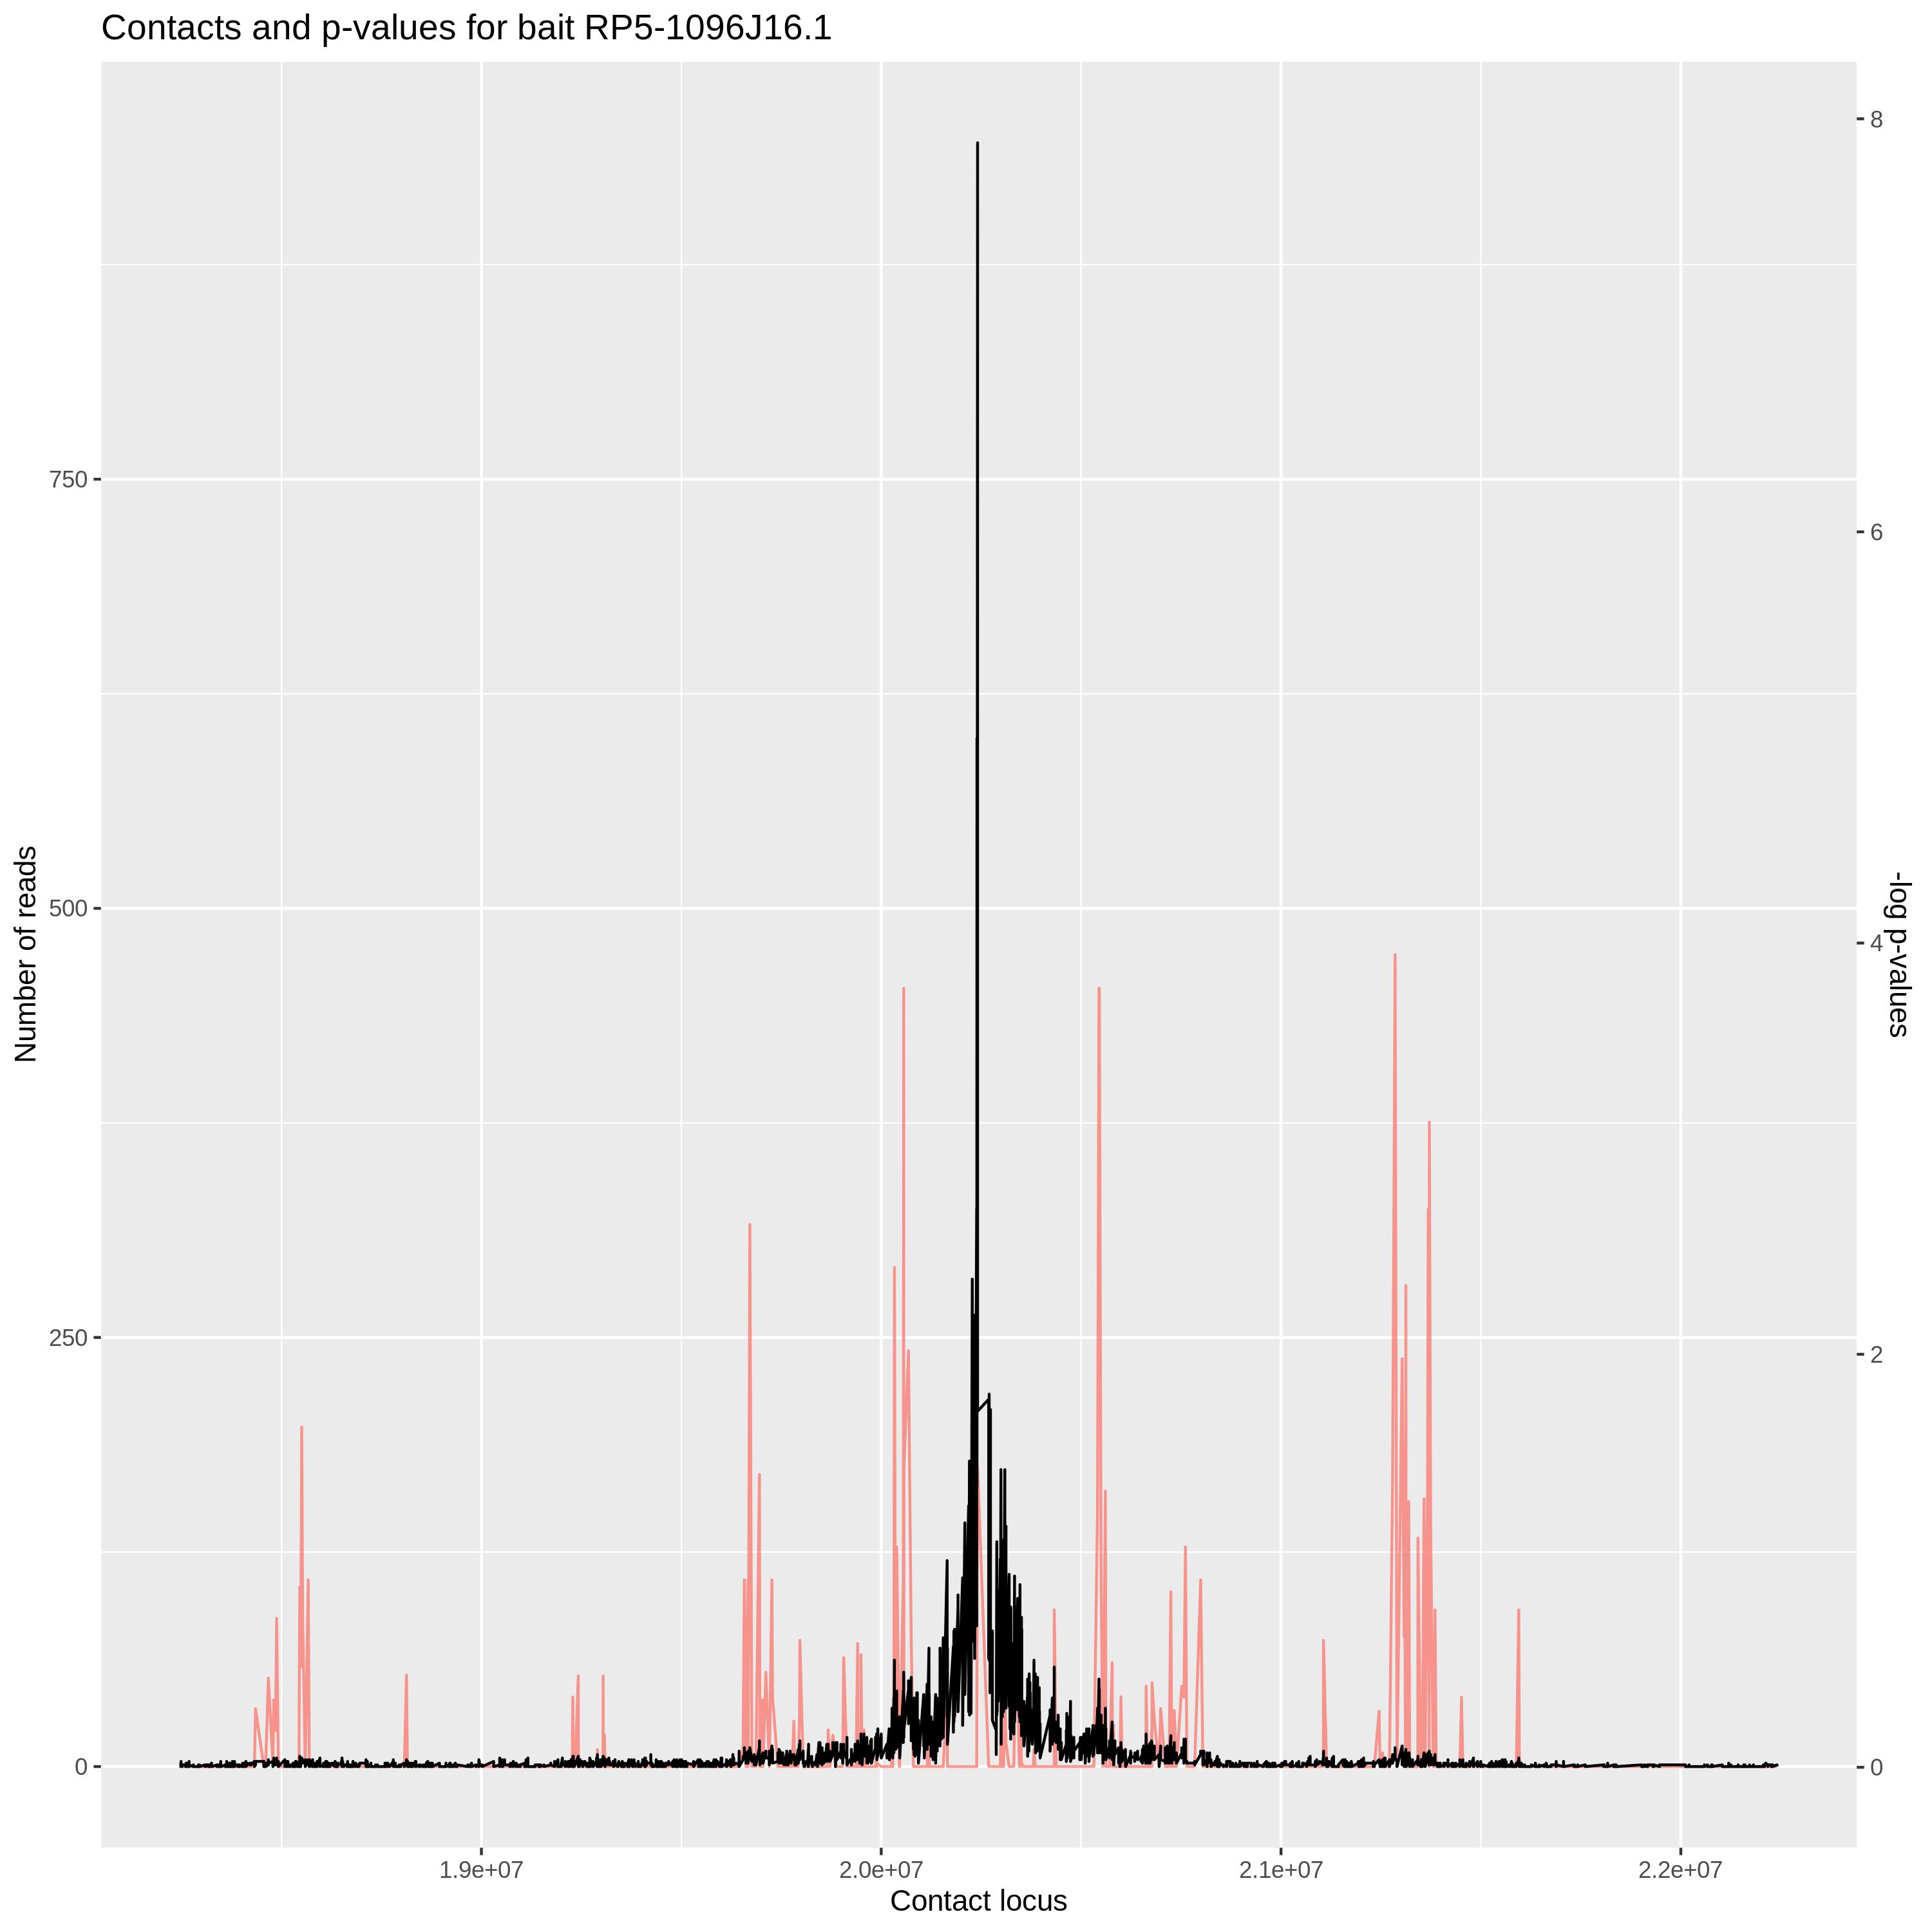 Contacts and p-values for bait RP5-1096J16.1
Number of reads
750
500
250
0
8
6
4
2
0
-log p-values
1.9e+07 2.0e+07 2.1e+07 2.2e+07
Contact locus